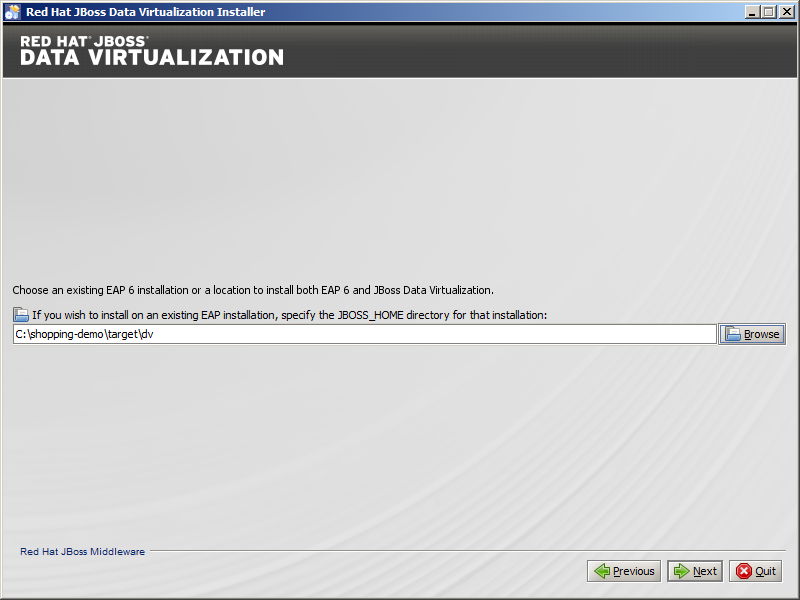 Red Hat JBoss Data Virtualization Installer
RED HAT® JBOSS®
DATA VIRTUALIZATION
Choose an existing EAP 6 installation or a location to install both EAP 6 and JBoss Data Virtualization.
If you wish to install on an existing EAP installation, specify the JBOSS_HOME directory for that installation:
C:\shopping-demo\target\dv
Browse
Red Hat JBoss Middleware
Previous
Next
Quit